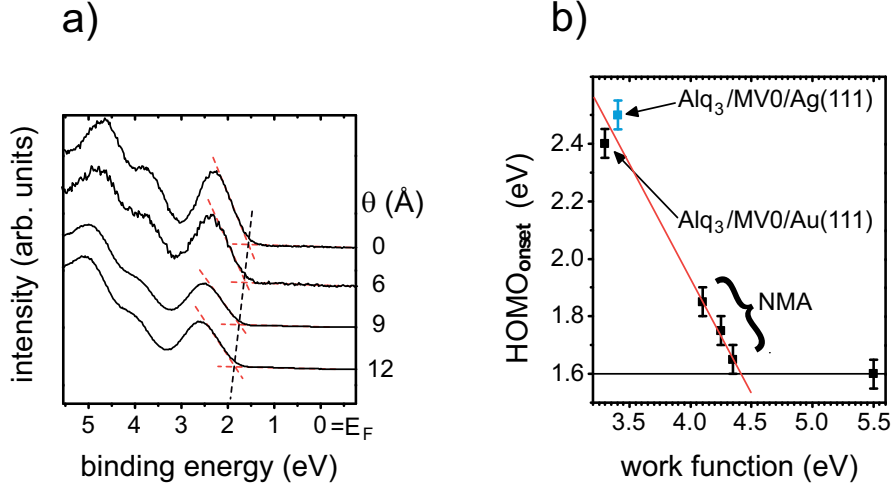 a)
intensity (arb. units)
θ (Å)
0
6
9
12
5 4 3 2 1 0 =E_F
binding energy (eV)
b)
HOMO_onset (eV)
2.4
2.2
2.0
1.8
1.6
Alq₃/MV0/Ag(111)
Alq₃/MV0/Au(111)
NMA
3.5 4.0 4.5 5.0 5.5
work function (eV)